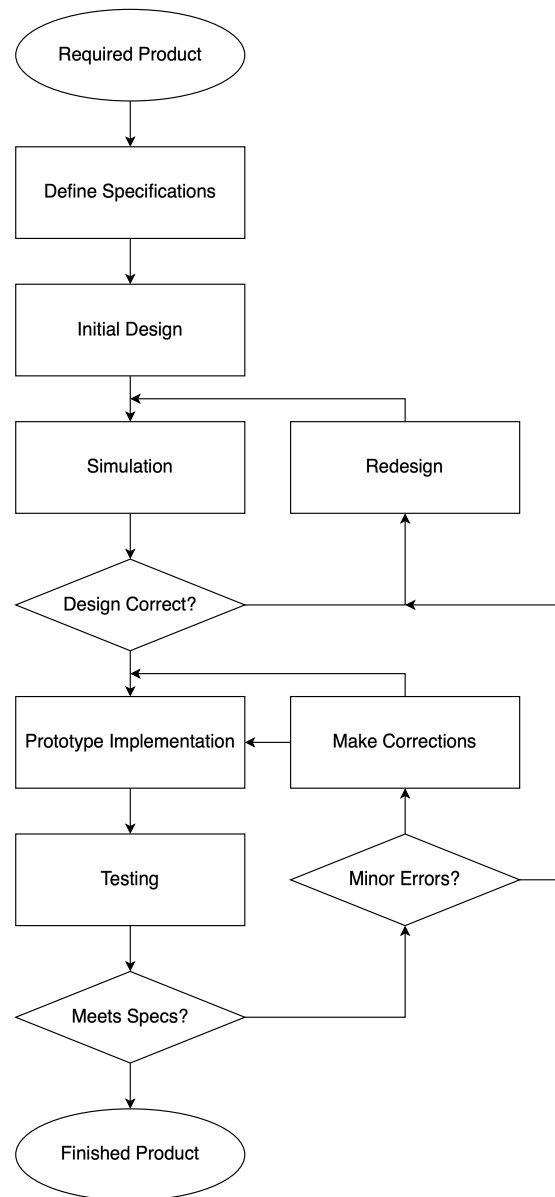 Required Product
Define Specifications
Initial Design
Simulation
Redesign
Design Correct?
Prototype Implementation
Make Corrections
Testing
Minor Errors?
Meets Specs?
Finished Product